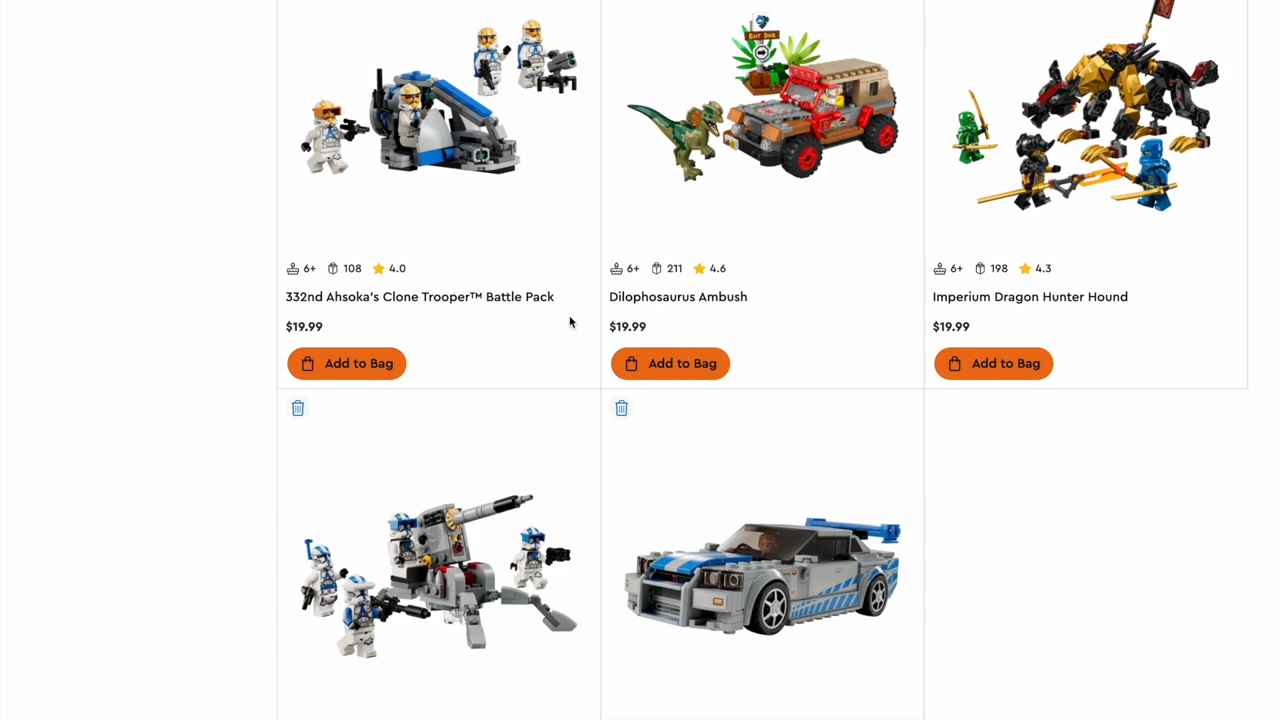 EAST DOCK
6+ 108 4.0
332nd Ahsoka's Clone Trooper™ Battle Pack
$19.99
Add to Bag
6+ 211 4.6
Dilophosaurus Ambush
$19.99
Add to Bag
6+ 198 4.3
Imperium Dragon Hunter Hound
$19.99
Add to Bag